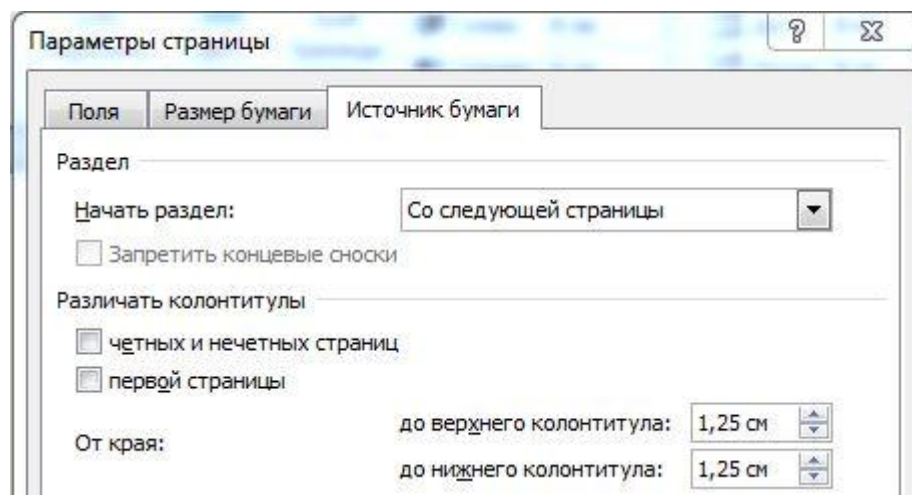 Параметры страницы
Поля Размер бумаги Источник бумаги
Раздел
Начать раздел: Со следующей страницы
Запретить концевые сноски
Различать колонтитулы
четных и нечетных страниц
первой страницы
От края:
до верхнего колонтитула: 1,25 см
до нижнего колонтитула: 1,25 см